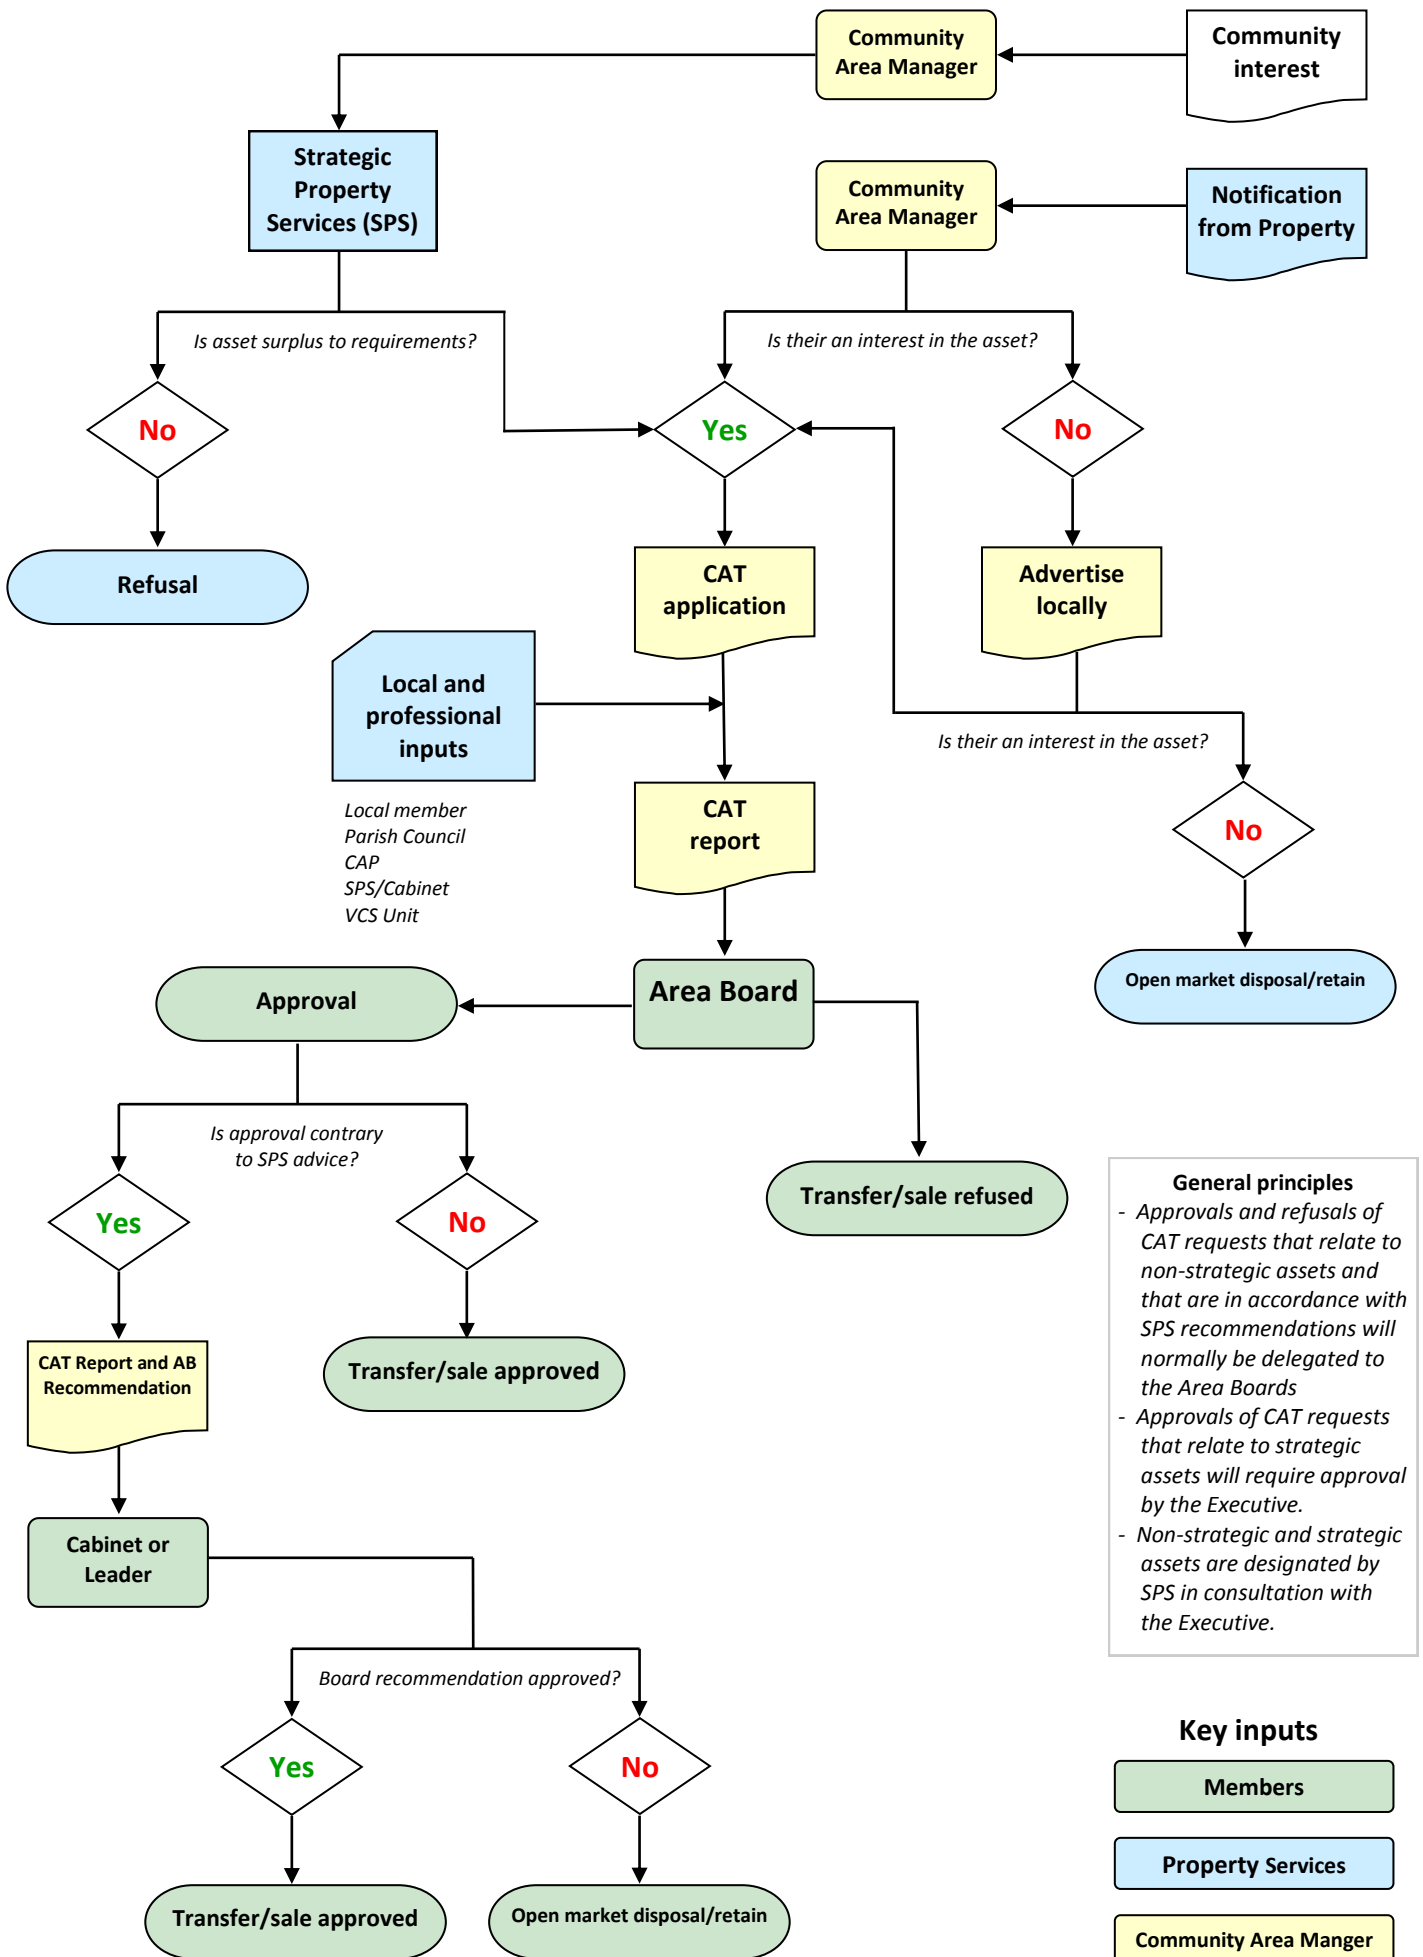 Community
Area Manager
Community
interest
Strategic
Property
Services (SPS)
Community
Area Manager
Notification
from Property
Is asset surplus to requirements?
Is their an interest in the asset?
No
Yes
No
Refusal
CAT
application
Advertise
locally
Local and
professional
inputs
Is their an interest in the asset?
Local member
Parish Council
CAP
SPS/Cabinet
VCS Unit
CAT
report
No
Approval
Area Board
Open market disposal/retain
Is approval contrary
to SPS advice?
Yes
No
Transfer/sale refused
General principles
- Approvals and refusals of
CAT requests that relate to
non-strategic assets and
that are in accordance with
SPS recommendations will
normally be delegated to
the Area Boards
- Approvals of CAT requests
that relate to strategic
assets will require approval
by the Executive.
- Non-strategic and strategic
assets are designated by
SPS in consultation with
the Executive.
CAT Report and AB
Recommendation
Transfer/sale approved
Cabinet or
Leader
Board recommendation approved?
Yes
No
Transfer/sale approved
Open market disposal/retain
Key inputs
Members
Property Services
Community Area Manger